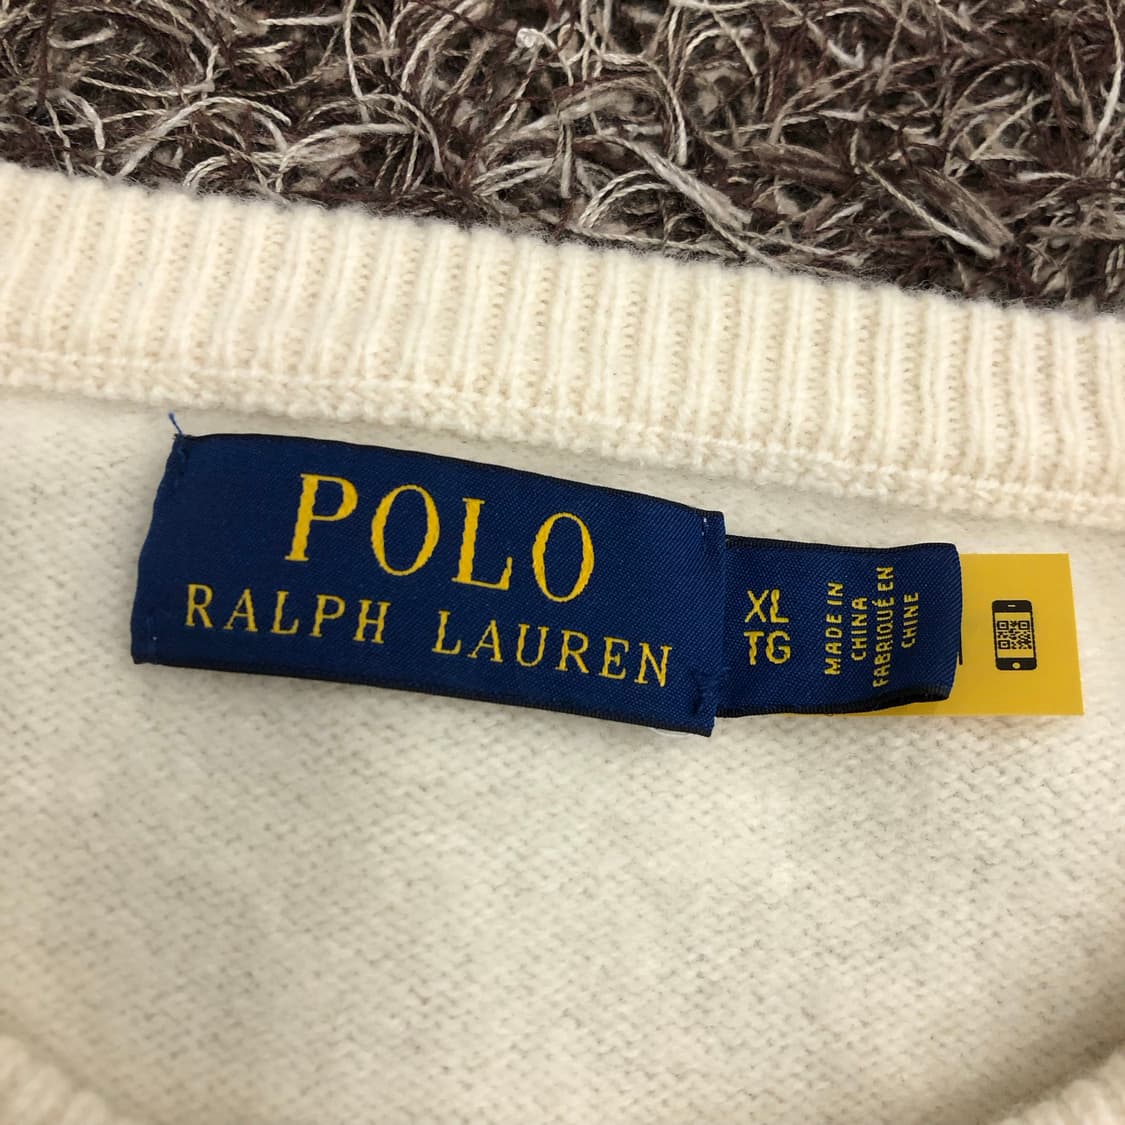 POLO
RALPH LAUREN
XL
TG
MADE IN
CHINA
FABRIQUÉ EN
CHINE